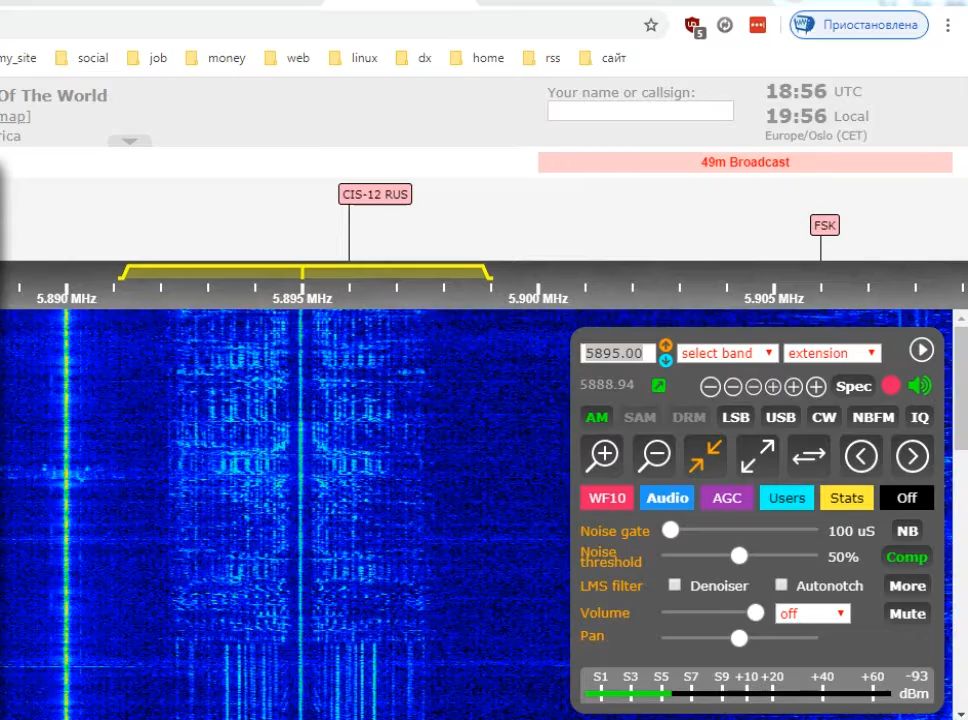 5
Приостановлена
my_site social job money web linux dx home rss сайт
Of The World
map]
rica
Your name or callsign:
18:56 UTC
19:56 Local
Europe/Oslo (CET)
49m Broadcast
CIS-12 RUS
FSK
5.890 MHz 5.895 MHz 5.900 MHz 5.905 MHz
5895.00 select band extension
5888.94 Spec
AM SAM DRM LSB USB CW NBFM IQ
WF10 Audio AGC Users Stats Off
Noise gate 100 uS NB
Noise threshold 50% Comp
LMS filter Denoiser Autonotch More
Volume off Mute
Pan
S1 S3 S5 S7 S9 +10 +20 +40 +60 -93
dBm